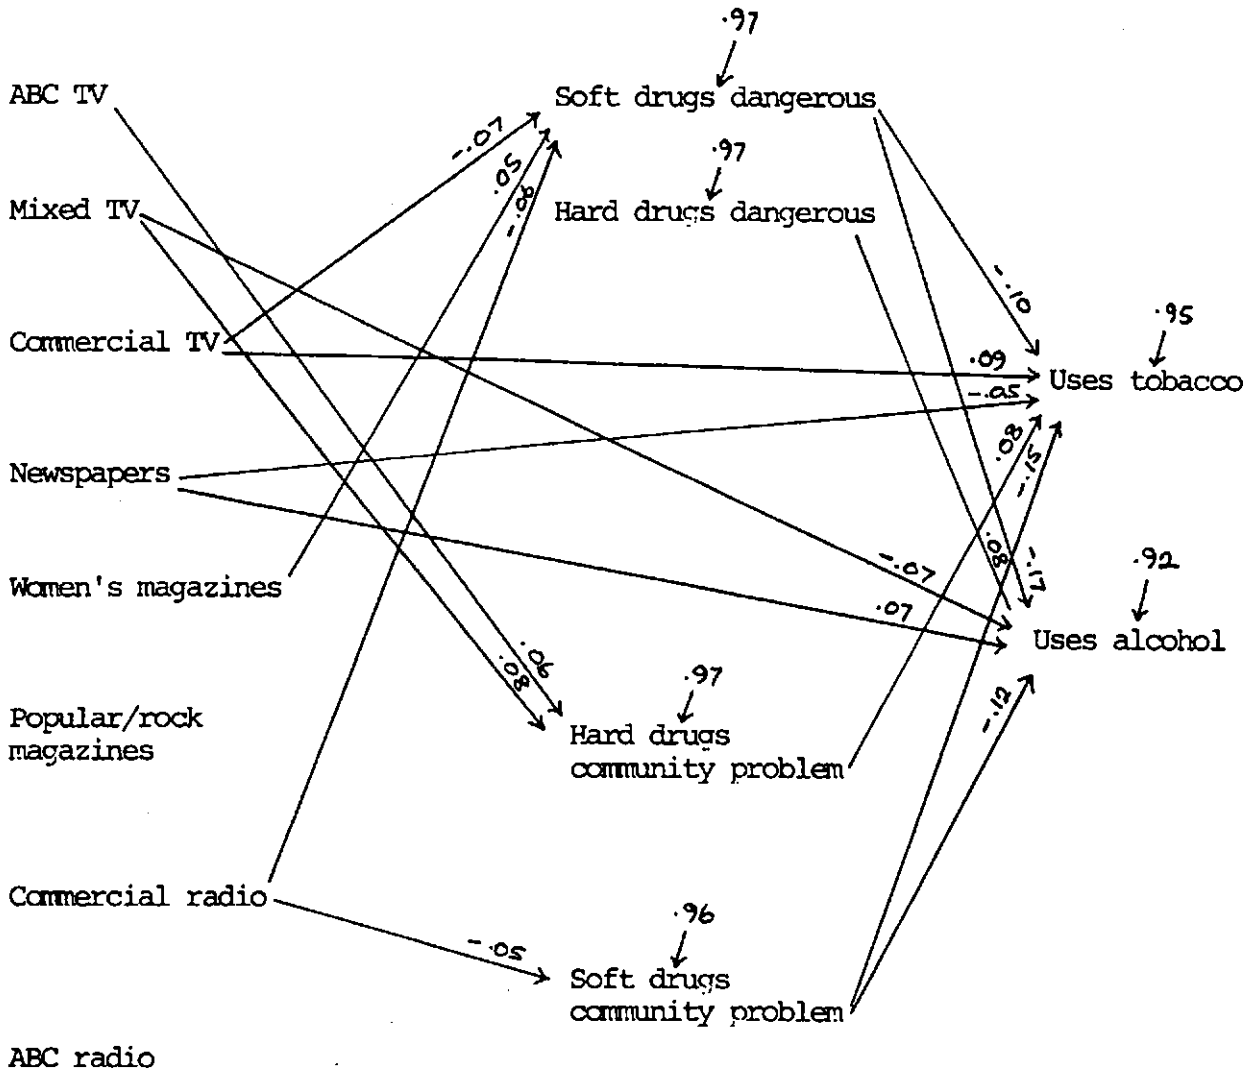 .97
ABC TV
Soft drugs dangerous
-.07
.97
.05
-.06
Mixed TV
Hard drugs dangerous
-.10
.95
Commercial TV
.09
Uses tobacco
-.05
.08
-.15
Newspapers
.08
-.17
.92
-.07
Women's magazines
.07
Uses alcohol
.06
.08
.97
-.12
Popular/rock
magazines
Hard drugs
community problem
Commercial radio
.96
-.05
Soft drugs
community problem
ABC radio